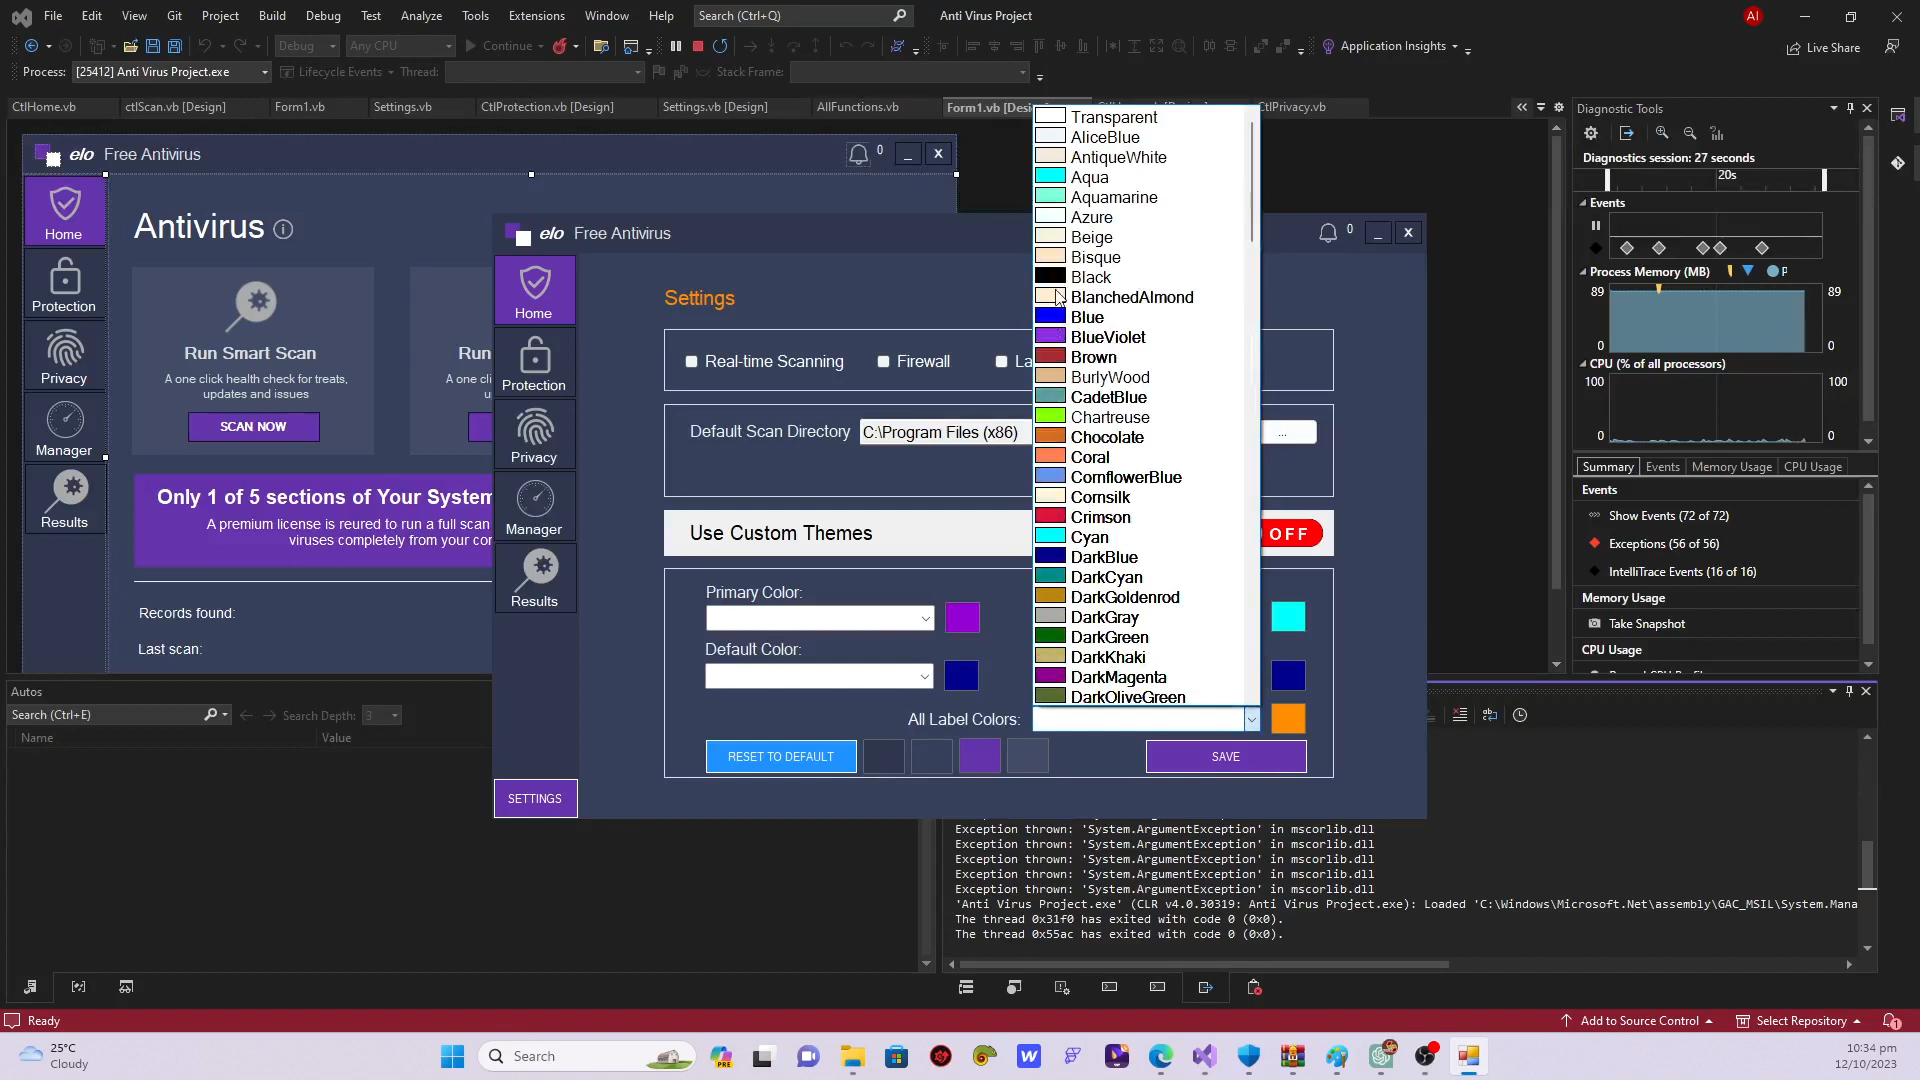 File Edit View Git Project Build Debug Test Analyze Tools Extensions Window Help Search (Ctrl+Q) Anti Virus Project AI
Debug Any CPU Continue Application Insights Live Share
Process: [25412] Anti Virus Project.exe Lifecycle Events Thread: Stack Frame:
CtlHome.vb ctlScan.vb [Design] Form1.vb Settings.vb CtlProtection.vb [Design] Settings.vb [Design] AllFunctions.vb Form1.vb [Des CtlPrivacy.vb
elo Free Antivirus 0 _ X
Home
Protection
Privacy
Manager
Results
Antivirus
Run Smart Scan
A one click health check for treats,
updates and issues
SCAN NOW
Run
A one cli
Only 1 of 5 sections of Your System
A premium license is reured to run a full scan
viruses completely from your con
Records found:
Last scan:
elo Free Antivirus 0 _ X
Home
Protection
Privacy
Manager
Results
SETTINGS
Settings
Real-time Scanning Firewall La
Default Scan Directory C:\Program Files (x86) ...
Use Custom Themes OFF
Primary Color:
Default Color:
All Label Colors:
RESET TO DEFAULT SAVE
Transparent
AliceBlue
AntiqueWhite
Aqua
Aquamarine
Azure
Beige
Bisque
Black
BlanchedAlmond
Blue
BlueViolet
Brown
BurlyWood
CadetBlue
Chartreuse
Chocolate
Coral
CornflowerBlue
Cornsilk
Crimson
Cyan
DarkBlue
DarkCyan
DarkGoldenrod
DarkGray
DarkGreen
DarkKhaki
DarkMagenta
DarkOliveGreen
Diagnostic Tools
Diagnostics session: 27 seconds
20s
Events
Process Memory (MB) P
89 89
0 0
CPU (% of all processors)
100 100
0 0
Summary Events Memory Usage CPU Usage
Events
Show Events (72 of 72)
Exceptions (56 of 56)
IntelliTrace Events (16 of 16)
Memory Usage
Take Snapshot
CPU Usage
Autos
Search (Ctrl+E) Search Depth: 3
Name Value
Exception thrown: 'System.ArgumentException' in mscorlib.dll
Exception thrown: 'System.ArgumentException' in mscorlib.dll
Exception thrown: 'System.ArgumentException' in mscorlib.dll
Exception thrown: 'System.ArgumentException' in mscorlib.dll
Exception thrown: 'System.ArgumentException' in mscorlib.dll
'Anti Virus Project.exe' (CLR v4.0.30319: Anti Virus Project.exe): Loaded 'C:\Windows\Microsoft.Net\assembly\GAC_MSIL\System.Mana
The thread 0x31f0 has exited with code 0 (0x0).
The thread 0x55ac has exited with code 0 (0x0).
Ready Add to Source Control Select Repository 1
25°C
Cloudy
Search
PRE
W
10:34 pm
12/10/2023